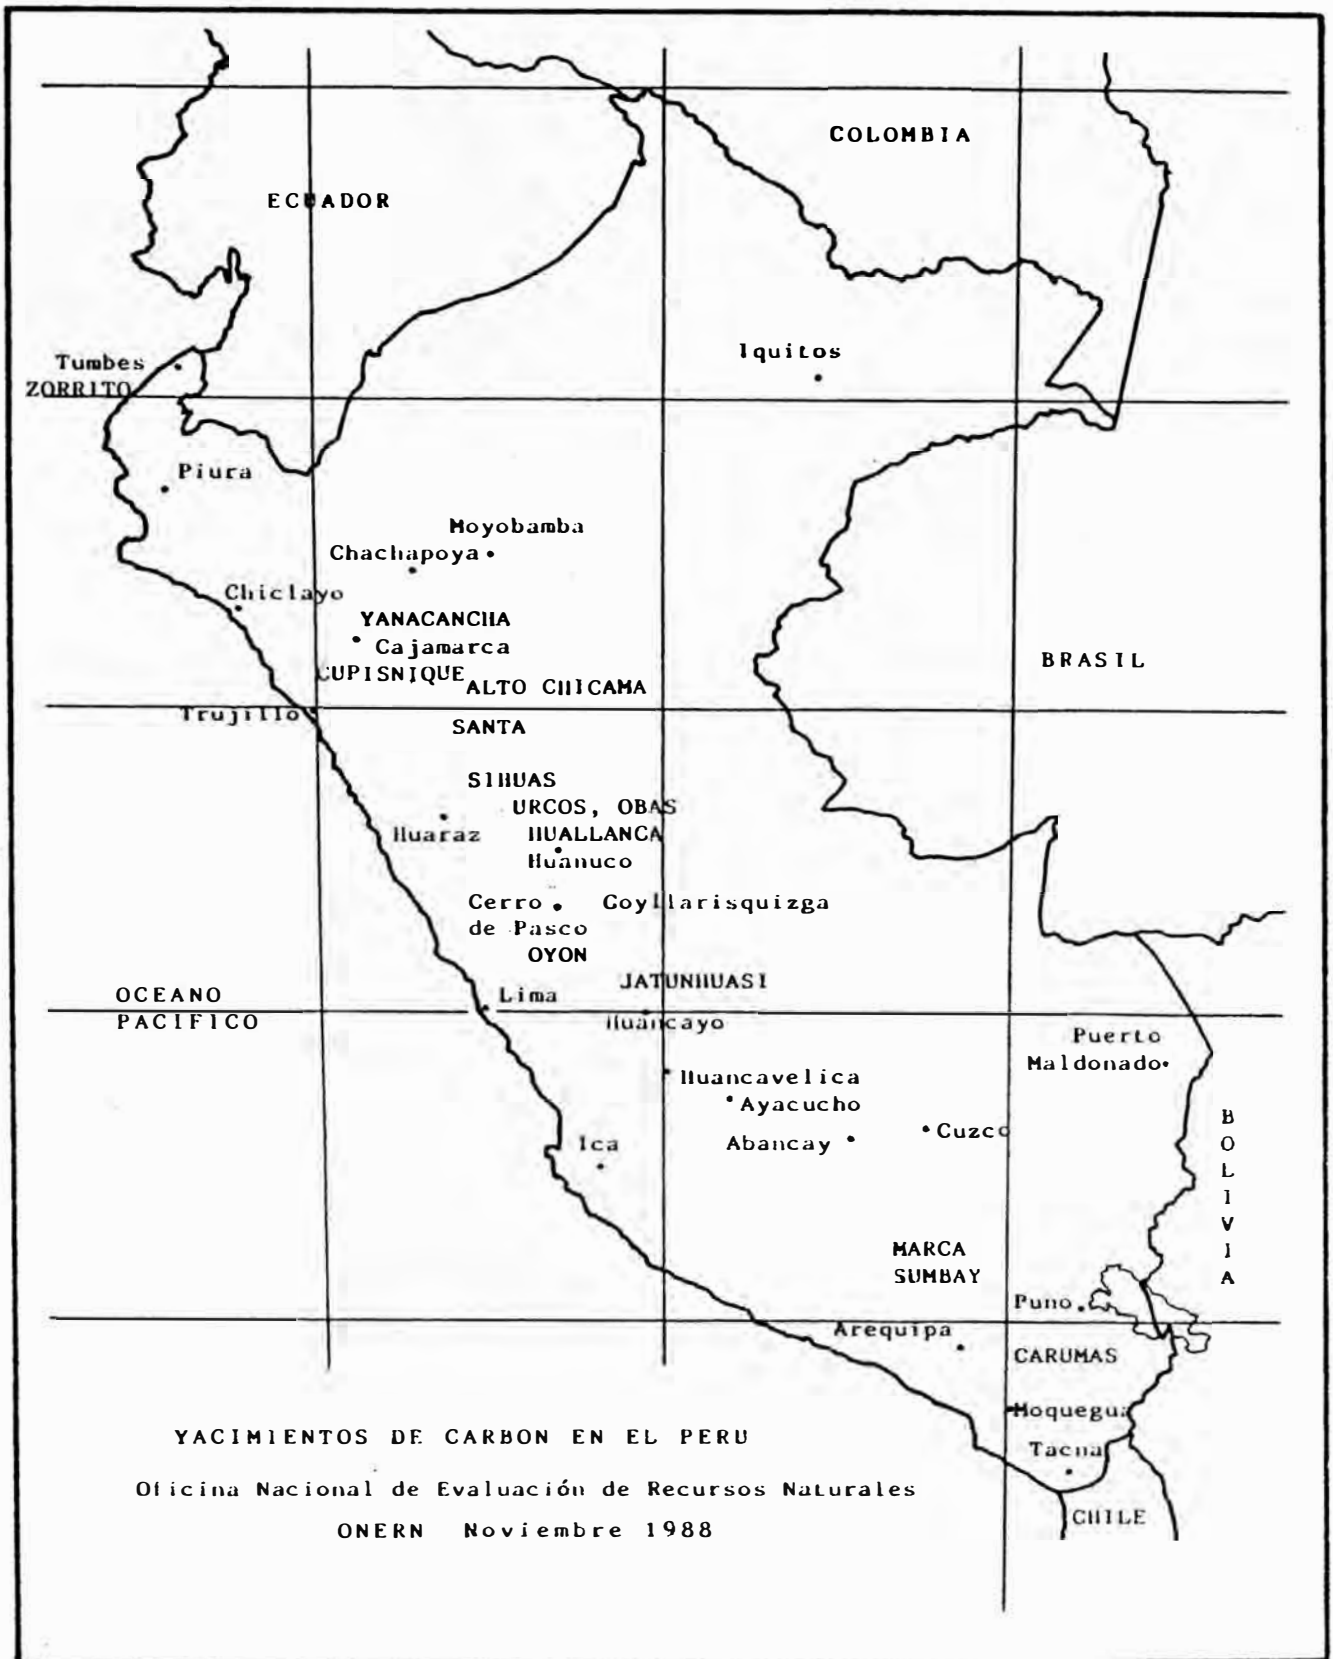 COLOMBIA
ECUADOR
Iquitos
Tumbes
ZORRITO
Piura
Moyobamba
Chachapoya
Chiclayo
YANACANCHA
Cajamarca
CUPISNIQUE
ALTO CHICAMA
BRASIL
Trujillo
SANTA
SIHUAS
URCOS, OBAS
Huaraz
HUALLANCA
Huanuco
Cerro
de Pasco
Goyllarisquizga
OYON
JATUNHUASI
OCEANO
PACIFICO
Lima
Huancayo
Puerto
Maldonado
Huancavelica
Ayacucho
Abancay
Cuzco
Ica
BOLIVIA
MARCA
SUMBAY
Puno
Arequipa
CARUMAS
Moquegua
Tacna
CHILE
YACIMIENTOS DE CARBON EN EL PERU
Oficina Nacional de Evaluación de Recursos Naturales
ONERN Noviembre 1988